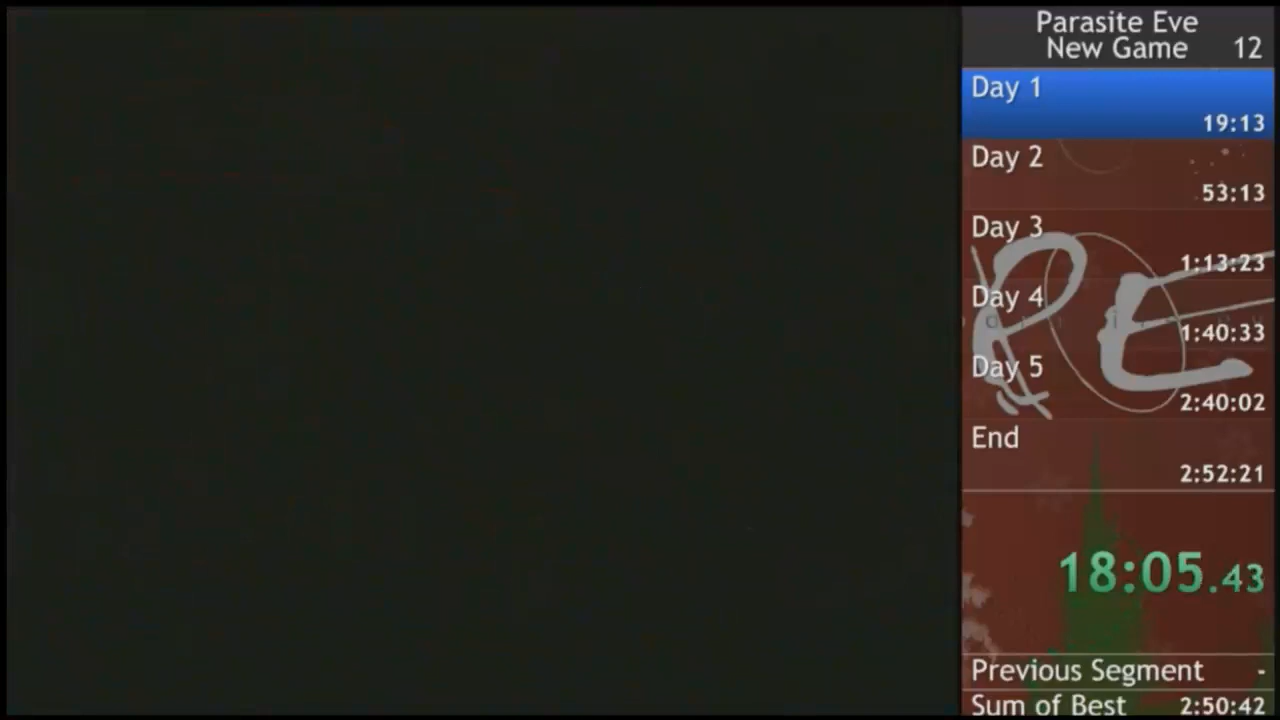 Parasite Eve
New Game 12
Day 1
19:13
Day 2
53:13
Day 3
1:13:23
Day 4
1:40:33
Day 5
2:40:02
End
2:52:21
18:05.43
Previous Segment -
Sum of Best 2:50:42